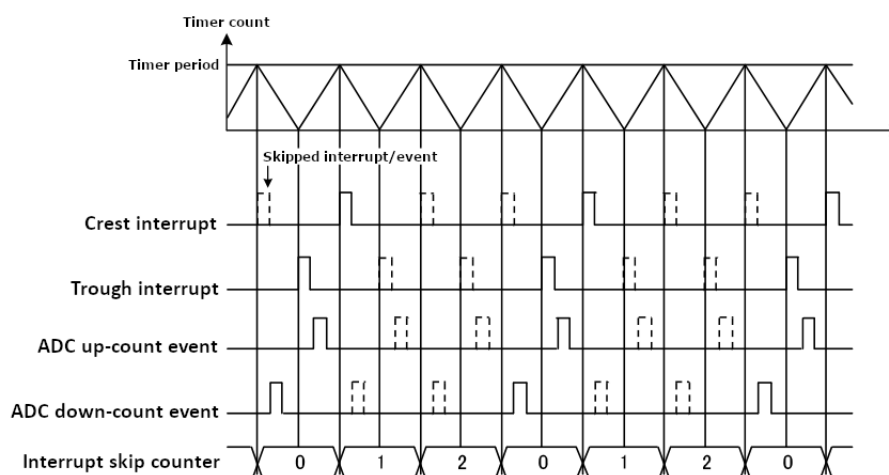 Timer count
Timer period
Skipped interrupt/event
Crest interrupt
Trough interrupt
ADC up-count event
ADC down-count event
Interrupt skip counter 0 1 2 0 1 2 0